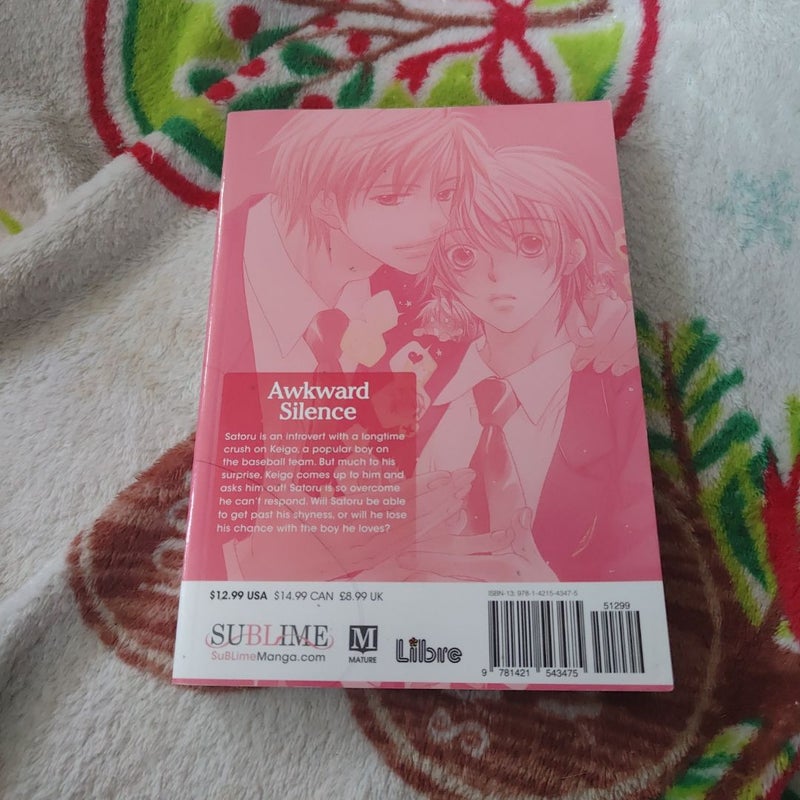 Awkward
Silence
Satoru is an introvert with a longtime
crush on Keigo, a popular boy on
the baseball team. But much to his
surprise, Keigo comes up to him and
asks him out! Satoru is so overcome
he can't respond. Will Satoru be able
to get past his shyness, or will he lose
his chance with the boy he loves?
$12.99 USA $14.99 CAN £8.99 UK
SUBLIME
SuBLimeManga.com
M
MATURE
Libre
ISBN-13: 978-1-4215-4347-5
51299
9 781421 543475